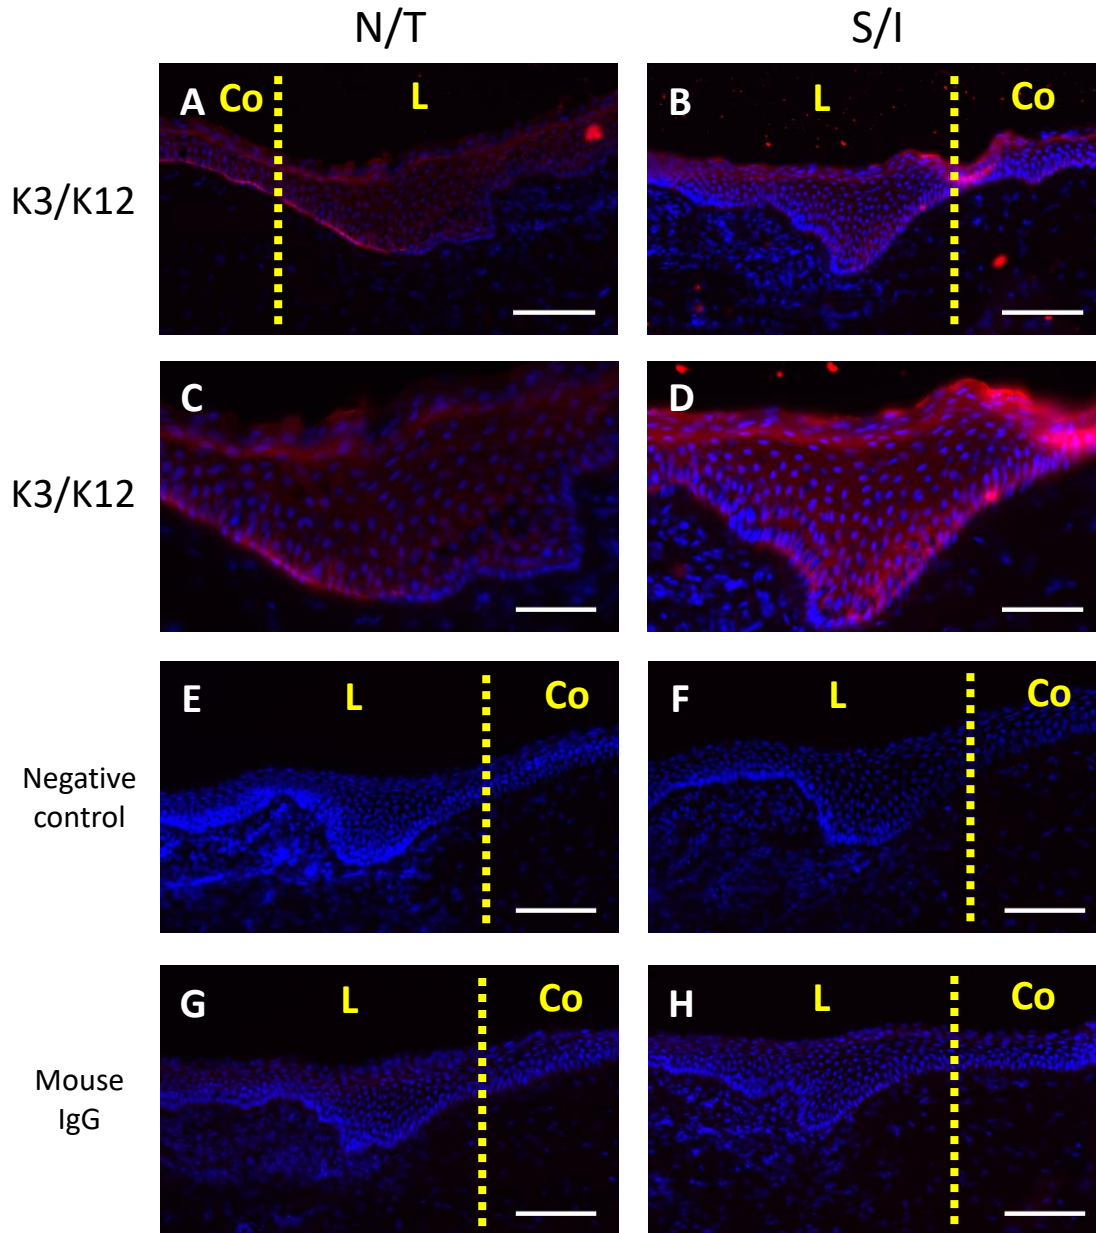 N/T S/I
K3/K12
A Co L
B L Co
K3/K12
C
D
Negative
control
E L Co
F L Co
Mouse
IgG
G L Co
H L Co